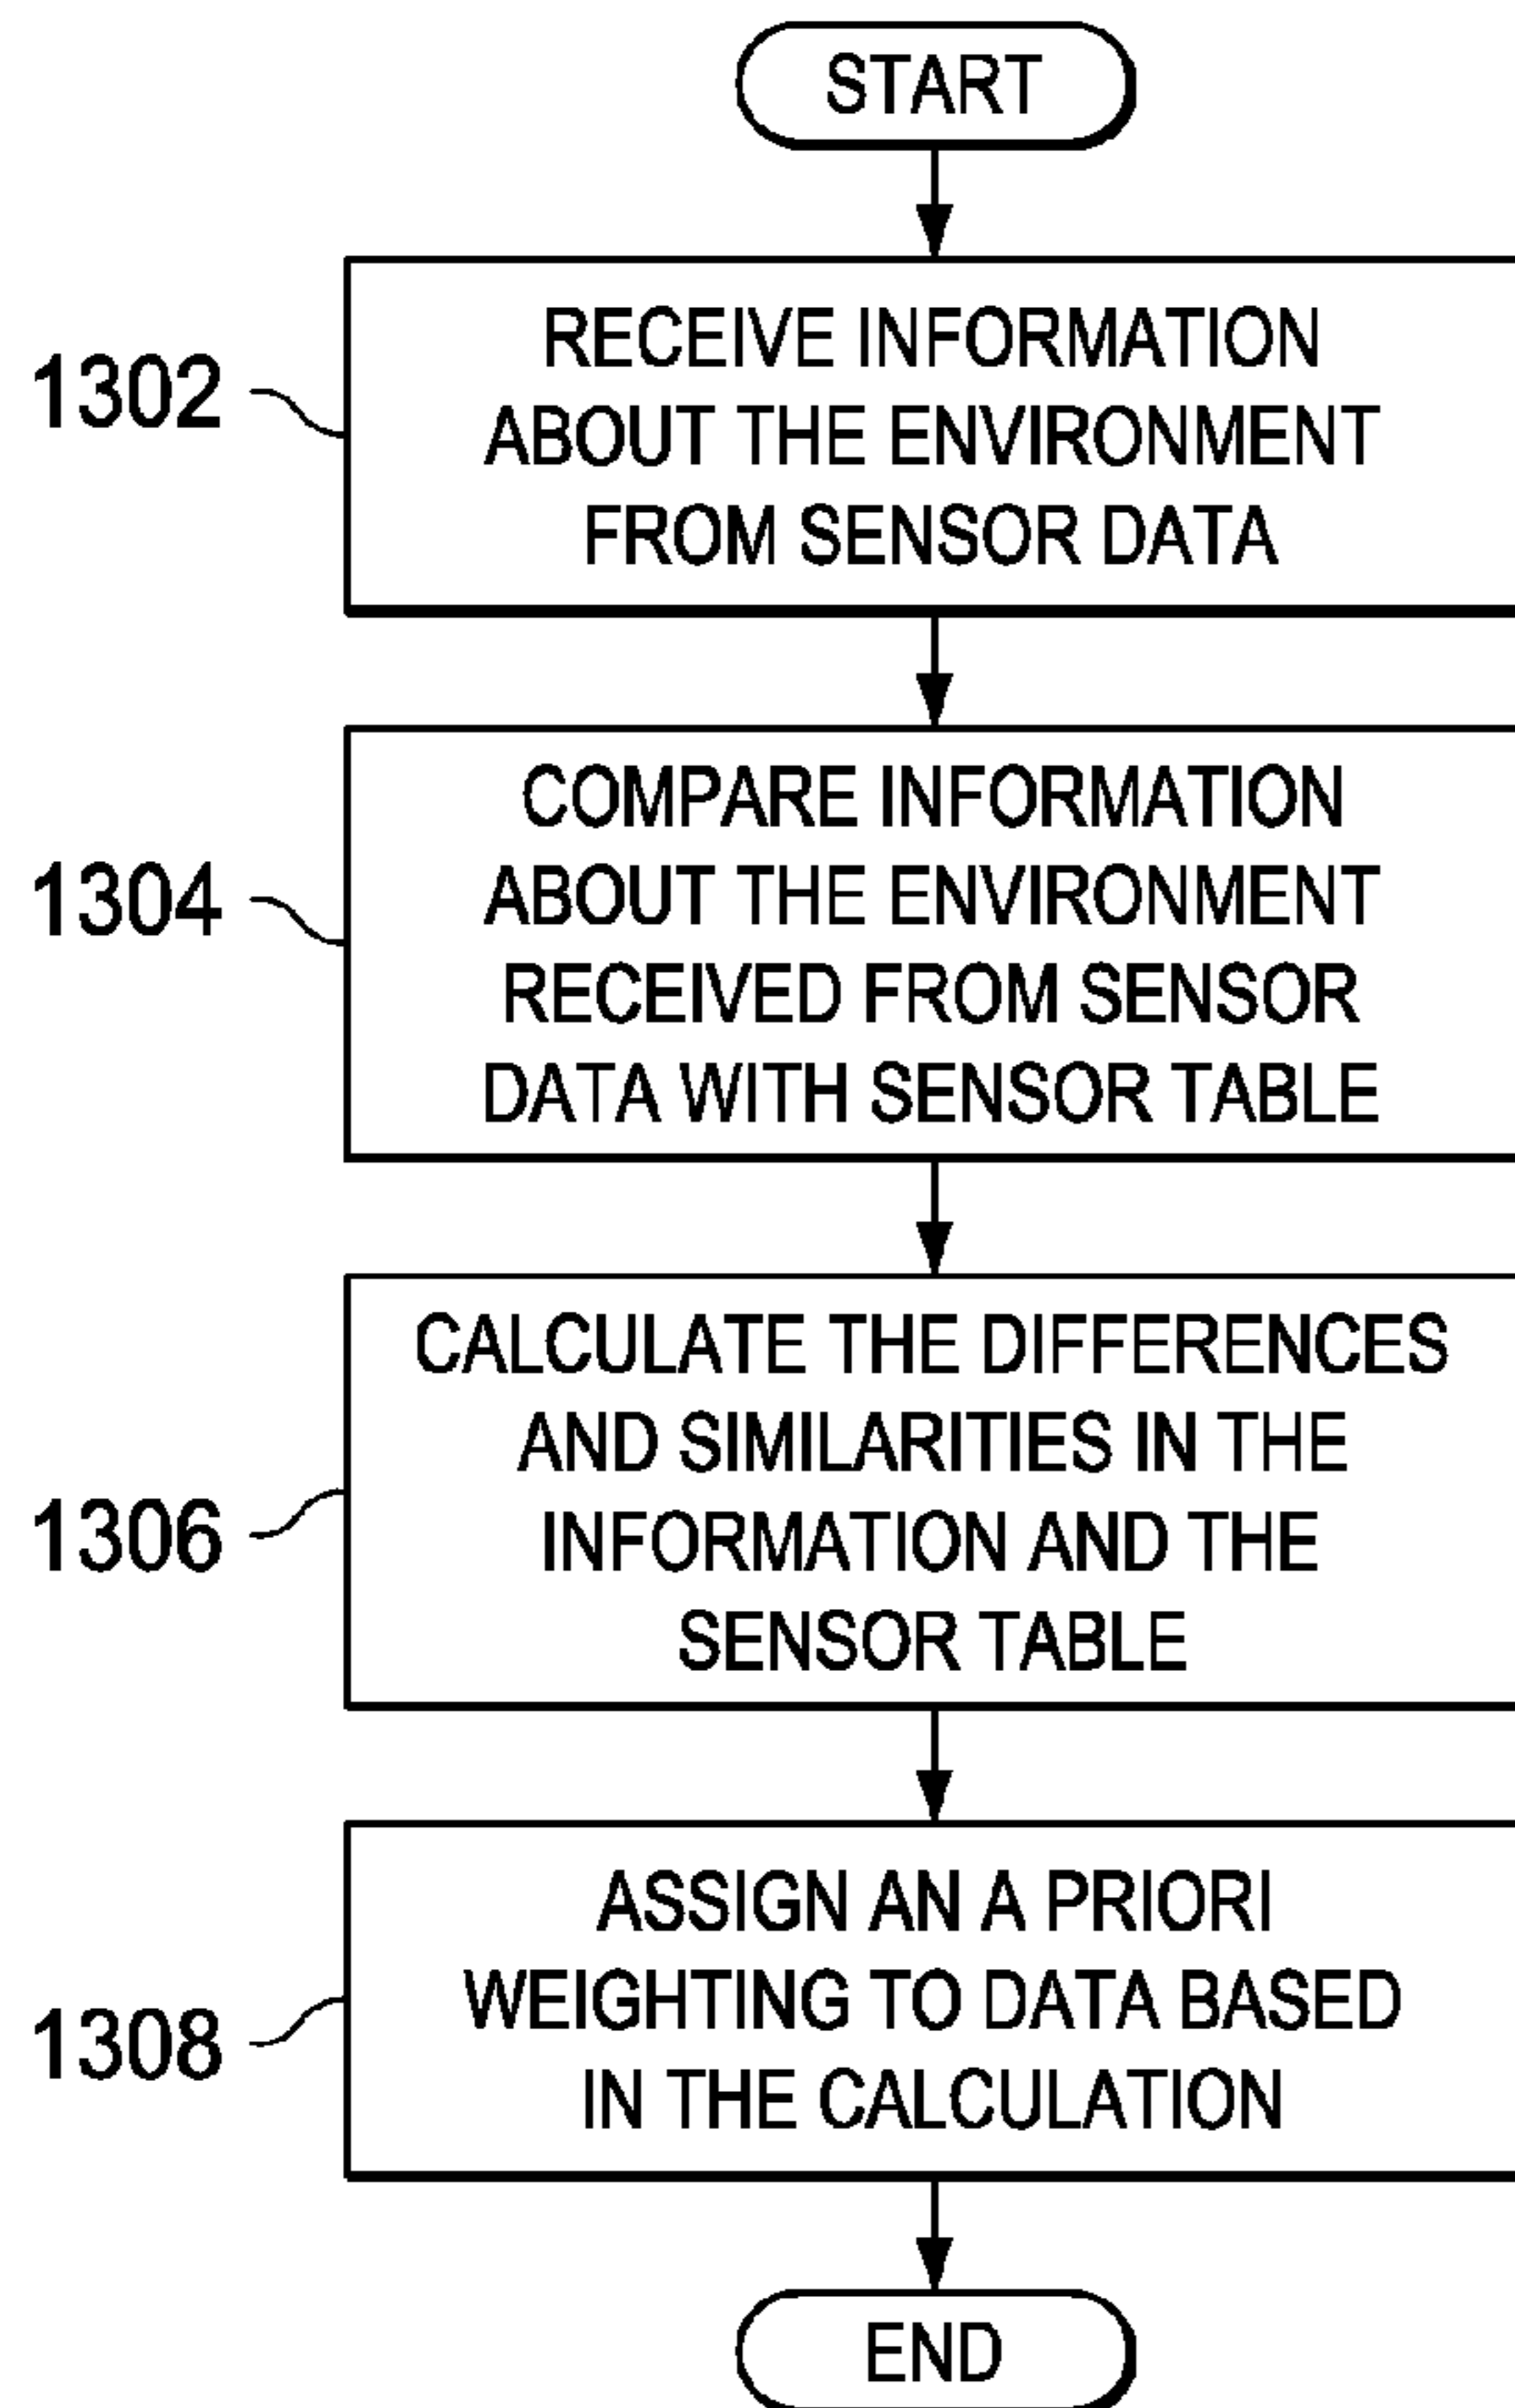 START
1302
RECEIVE INFORMATION
ABOUT THE ENVIRONMENT
FROM SENSOR DATA
1304
COMPARE INFORMATION
ABOUT THE ENVIRONMENT
RECEIVED FROM SENSOR
DATA WITH SENSOR TABLE
1306
CALCULATE THE DIFFERENCES
AND SIMILARITIES IN THE
INFORMATION AND THE
SENSOR TABLE
1308
ASSIGN AN A PRIORI
WEIGHTING TO DATA BASED
IN THE CALCULATION
END